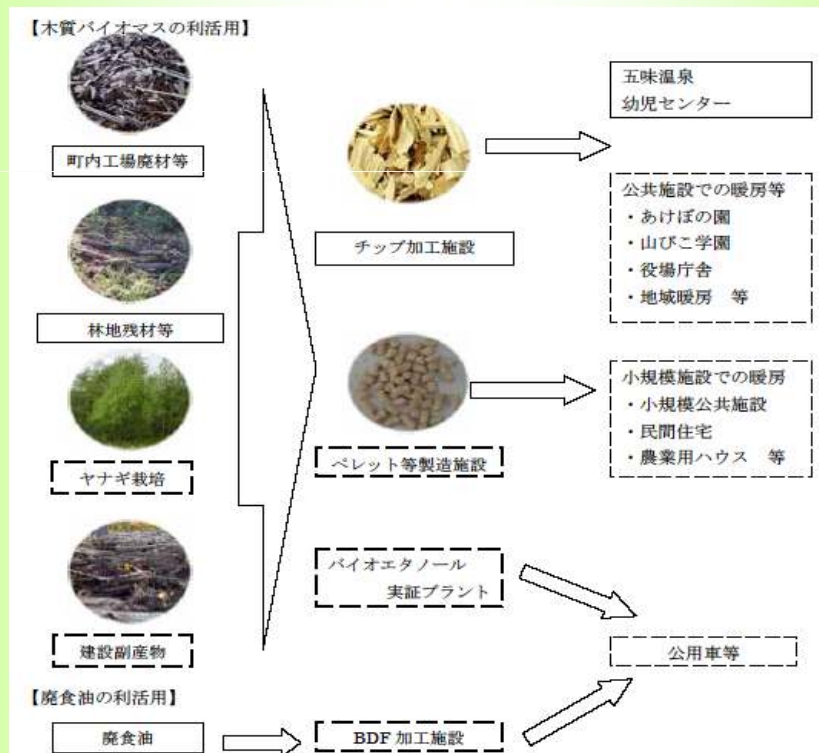 【木質バイオマスの利活用】
町内工場廃材等
林地残材等
ヤナギ栽培
建設副産物
チップ加工施設
ペレット等製造施設
バイオエタノール
実証プラント
五味温泉
幼児センター
公共施設での暖房等
・あけぼの園
・山びこ学園
・役場庁舎
・地域暖房 等
小規模施設での暖房
・小規模公共施設
・民間住宅
・農業用ハウス 等
公用車等
【廃食油の利活用】
廃食油
BDF 加工施設